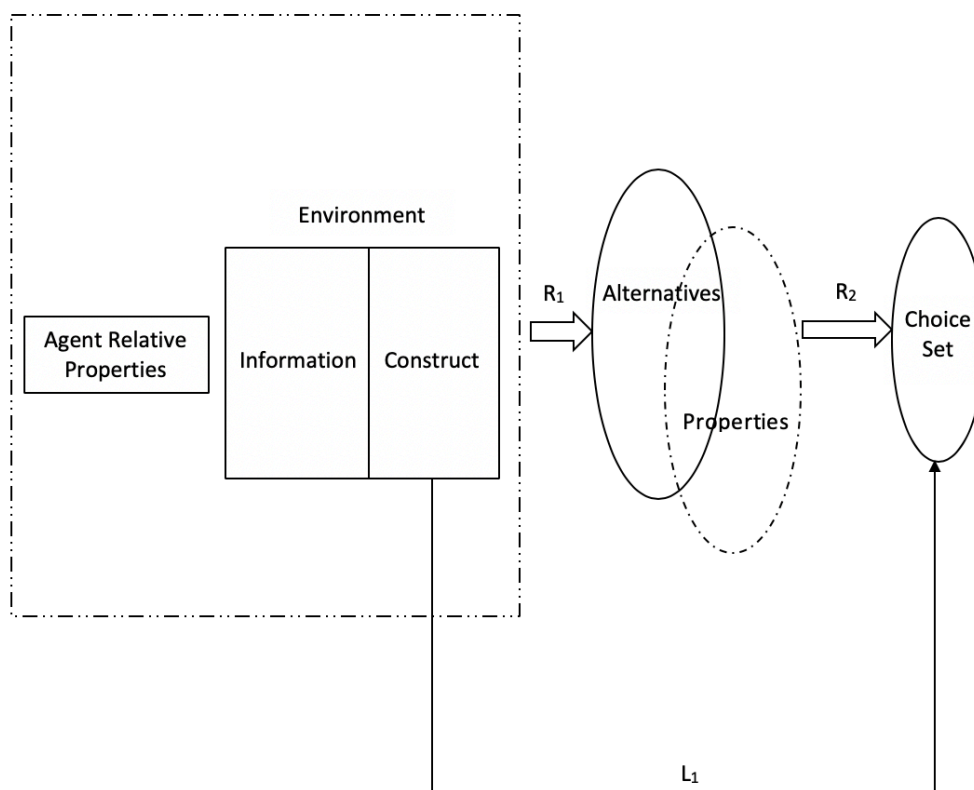 Environment
Agent Relative
Properties
Information
Construct
R₁
Alternatives
Properties
R₂
Choice
Set
L₁